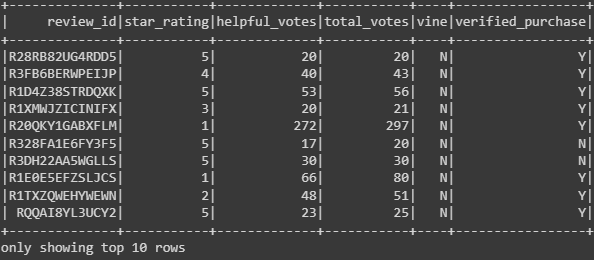 +--------------+-----------+-------------+-----------+----+-----------------+
|     review_id|star_rating|helpful_votes|total_votes|vine|verified_purchase|
+--------------+-----------+-------------+-----------+----+-----------------+
|R28RB82UG4RDD5|          5|           20|         20|   N|                Y|
|R3FB6BERWPEIJP|          4|           40|         43|   N|                Y|
|R1D4Z38STRDQXK|          5|           53|         56|   N|                Y|
|R1XMWJZICINIFX|          3|           20|         21|   N|                Y|
|R20QKY1GABXFLM|          1|          272|        297|   N|                Y|
|R328FA1E6FY3F5|          5|           17|         20|   N|                N|
|R3DH22AA5WGLLS|          5|           30|         30|   N|                N|
|R1E0E5EFZSLJCS|          1|           66|         80|   N|                Y|
|R1TXZQWEHYWEWN|          2|           48|         51|   N|                Y|
| RQQAI8YL3UCY2|          5|           23|         25|   N|                Y|
+--------------+-----------+-------------+-----------+----+-----------------+
only showing top 10 rows